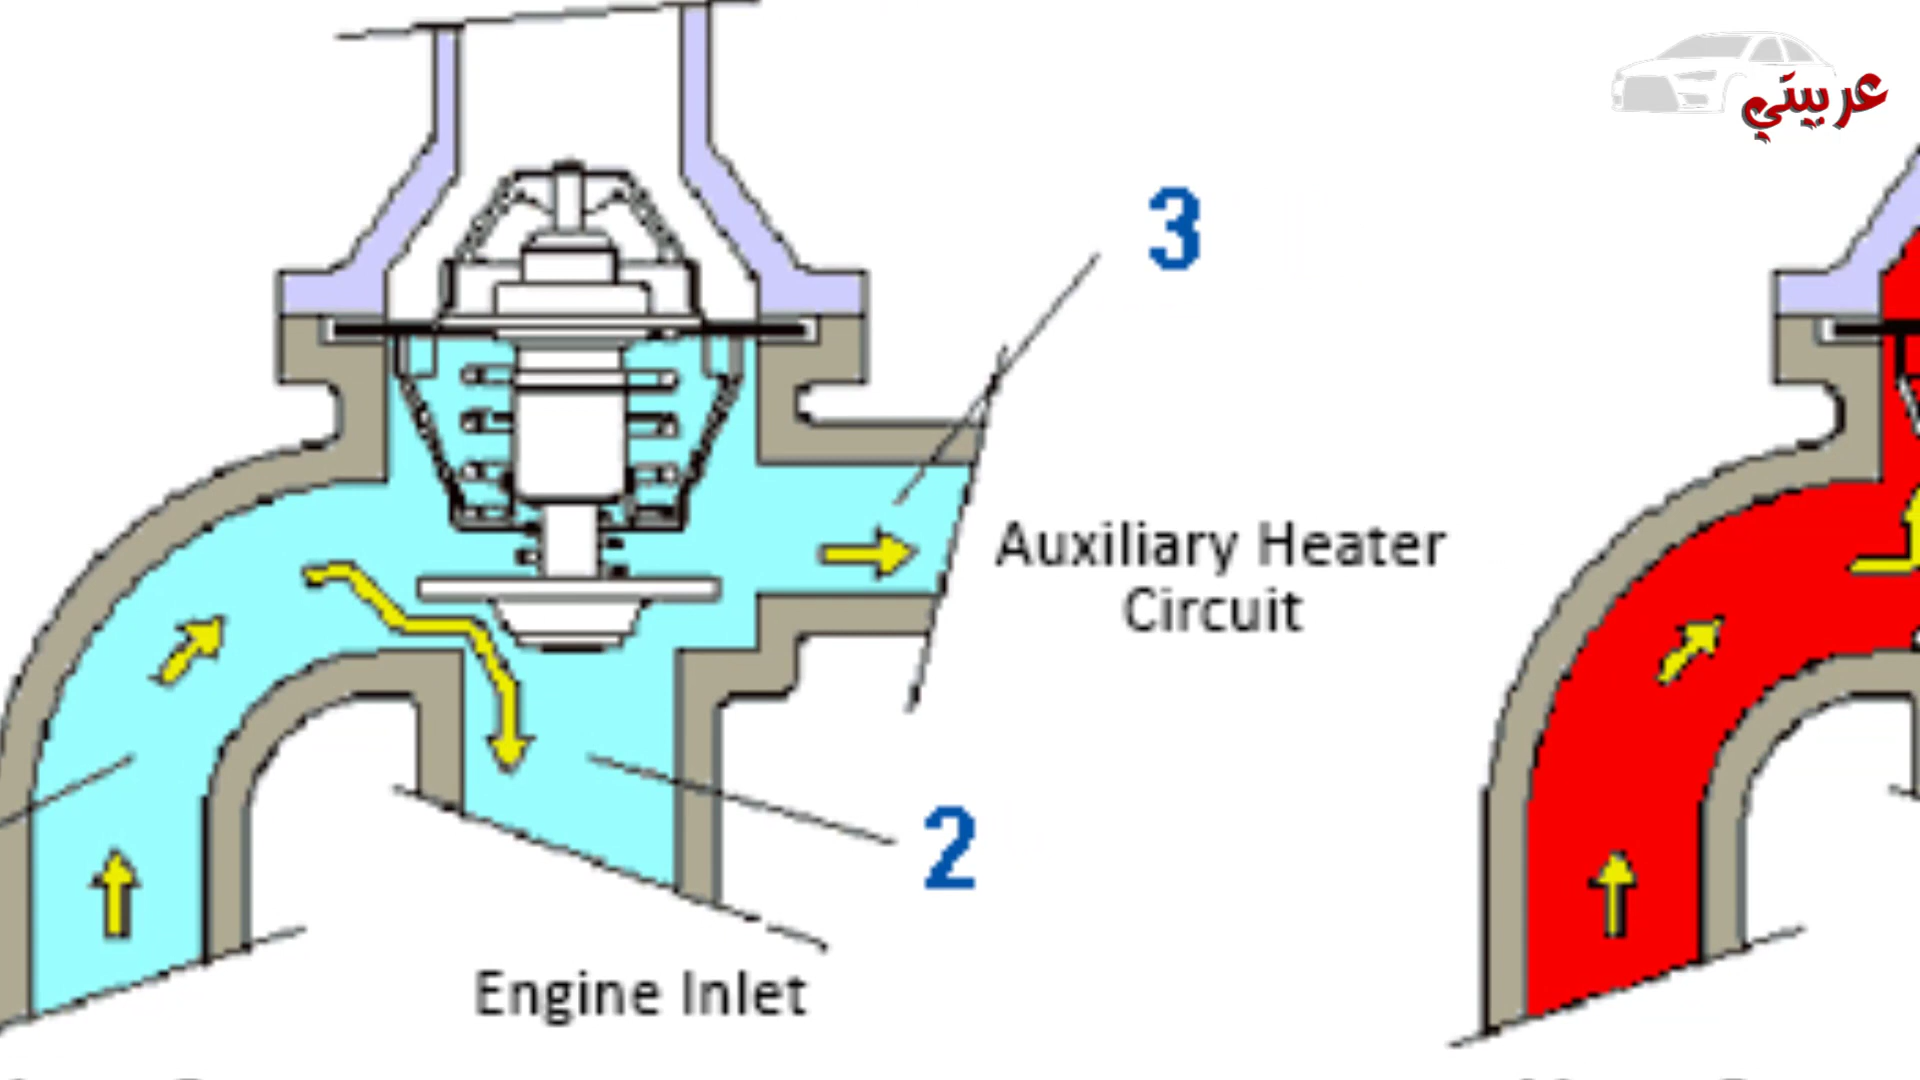 عربيتي
3
Auxiliary Heater
Circuit
2
Engine Inlet